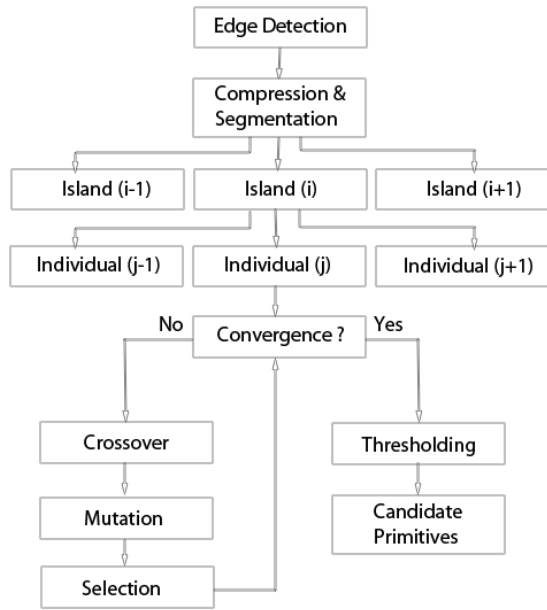 Edge Detection
Compression &
Segmentation
Island (i-1)
Island (i)
Island (i+1)
Individual (j-1)
Individual (j)
Individual (j+1)
No
Convergence ?
Yes
Crossover
Thresholding
Mutation
Candidate
Primitives
Selection